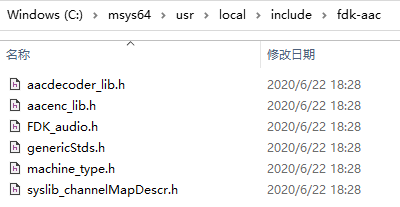 Windows (C:) › msys64 › usr › local › include › fdk-aac
名称 修改日期
aacdecoder_lib.h 2020/6/22 18:28
aacenc_lib.h 2020/6/22 18:28
FDK_audio.h 2020/6/22 18:28
genericStds.h 2020/6/22 18:28
machine_type.h 2020/6/22 18:28
syslib_channelMapDescr.h 2020/6/22 18:28